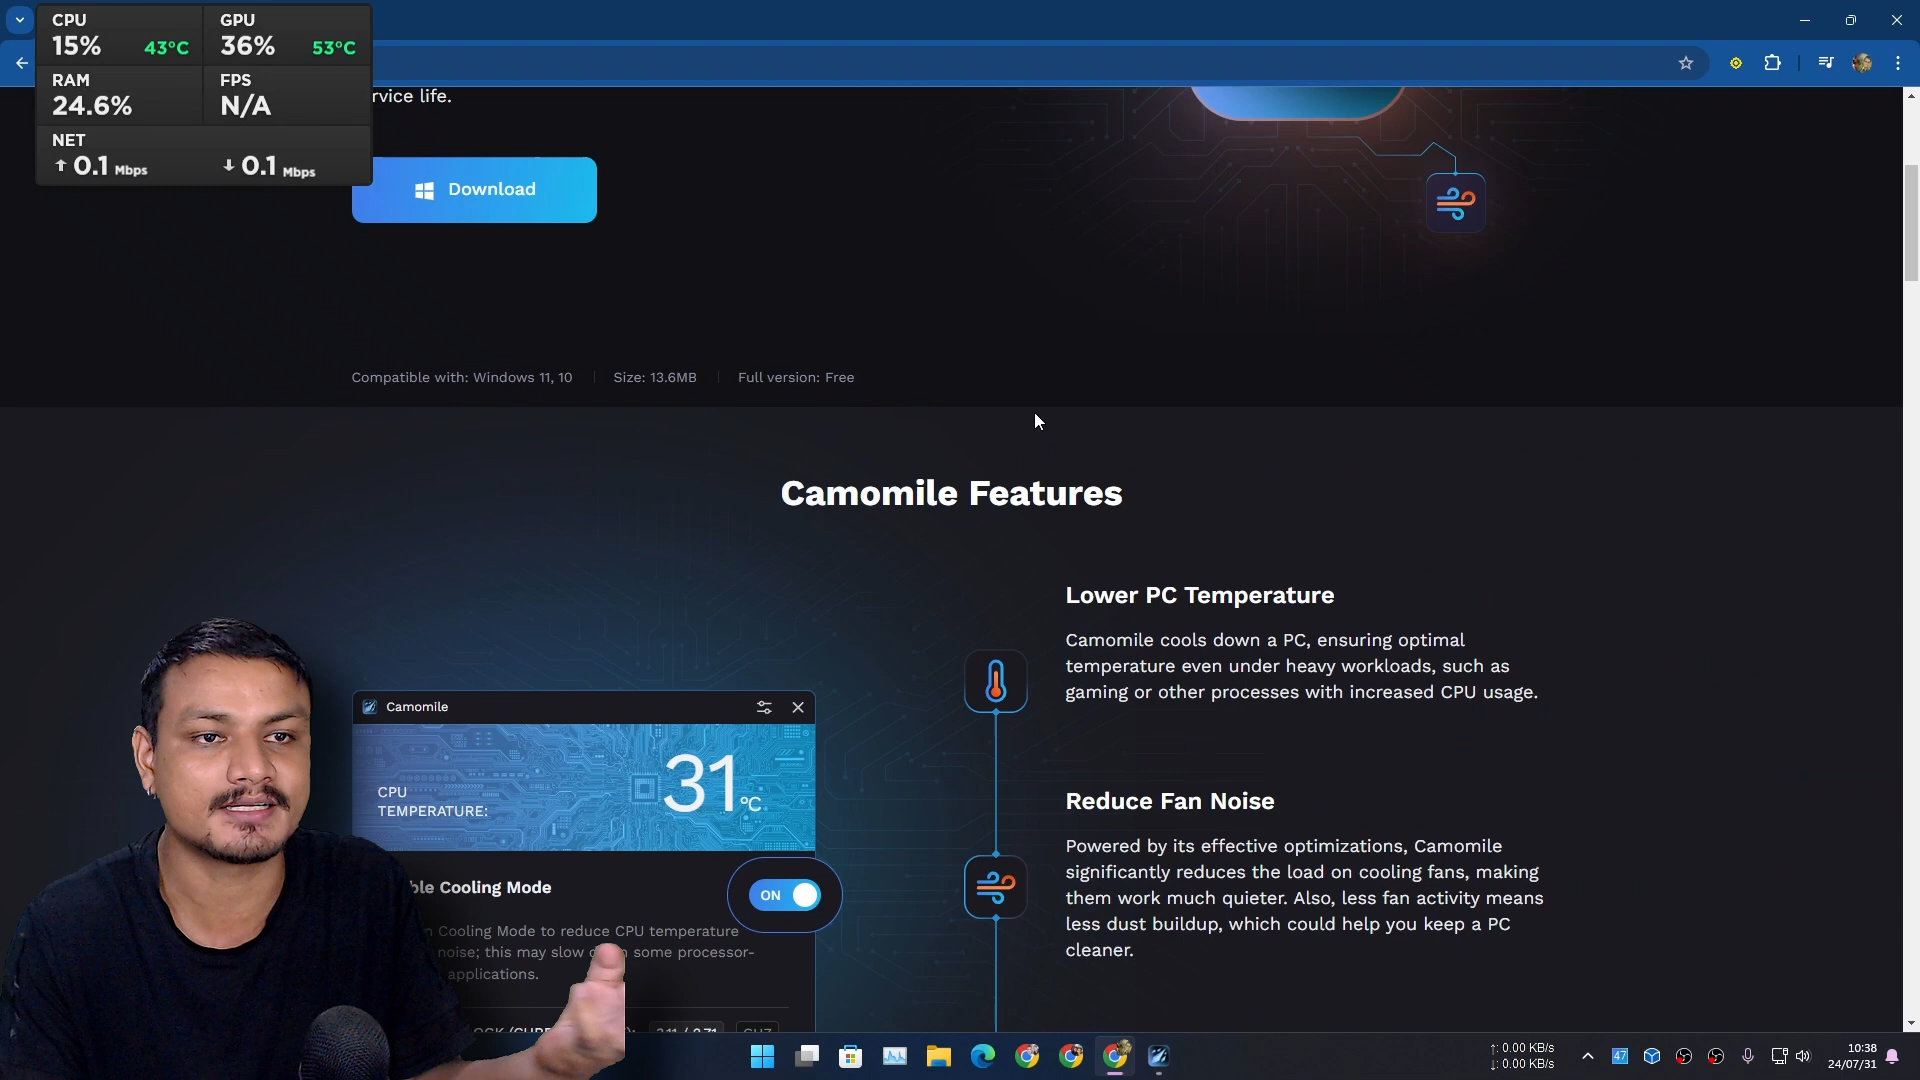 CPU
15% 43°C
GPU
36% 53°C
RAM
24.6%
FPS
N/A
NET
↑ 0.1 Mbps ↓ 0.1 Mbps
rvice life.
Download
Compatible with: Windows 11, 10
Size: 13.6MB
Full version: Free
Camomile Features
Lower PC Temperature
Camomile cools down a PC, ensuring optimal
temperature even under heavy workloads, such as
gaming or other processes with increased CPU usage.
Reduce Fan Noise
Powered by its effective optimizations, Camomile
significantly reduces the load on cooling fans, making
them work much quieter. Also, less fan activity means
less dust buildup, which could help you keep a PC
cleaner.
Camomile
CPU
TEMPERATURE:
31°C
ble Cooling Mode
ON
n Cooling Mode to reduce CPU temperature
noise; this may slow d n some processor-
applications.
↑: 0.00 KB/s
↓: 0.00 KB/s
47
10:38
24/07/31